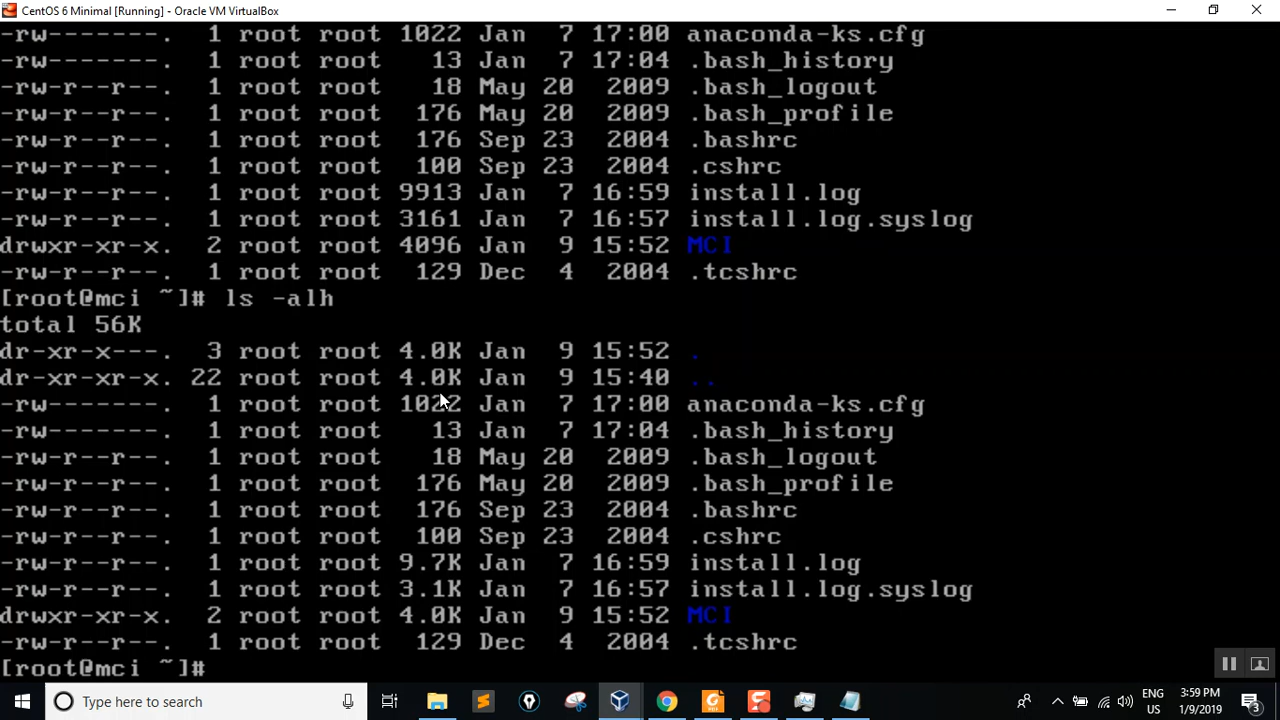 CentOS 6 Minimal [Running] - Oracle VM VirtualBox
-rw-------. 1 root root 1022 Jan 7 17:00 anaconda-ks.cfg
-rw-------. 1 root root 13 Jan 7 17:04 .bash_history
-rw-r--r--. 1 root root 18 May 20 2009 .bash_logout
-rw-r--r--. 1 root root 176 May 20 2009 .bash_profile
-rw-r--r--. 1 root root 176 Sep 23 2004 .bashrc
-rw-r--r--. 1 root root 100 Sep 23 2004 .cshrc
-rw-r--r--. 1 root root 9913 Jan 7 16:59 install.log
-rw-r--r--. 1 root root 3161 Jan 7 16:57 install.log.syslog
drwxr-xr-x. 2 root root 4096 Jan 9 15:52 MCI
-rw-r--r--. 1 root root 129 Dec 4 2004 .tcshrc
[root@mci ~]# ls -alh
total 56K
dr-xr-x---. 3 root root 4.0K Jan 9 15:52 .
dr-xr-xr-x. 22 root root 4.0K Jan 9 15:40 ..
-rw-------. 1 root root 1022 Jan 7 17:00 anaconda-ks.cfg
-rw-------. 1 root root 13 Jan 7 17:04 .bash_history
-rw-r--r--. 1 root root 18 May 20 2009 .bash_logout
-rw-r--r--. 1 root root 176 May 20 2009 .bash_profile
-rw-r--r--. 1 root root 176 Sep 23 2004 .bashrc
-rw-r--r--. 1 root root 100 Sep 23 2004 .cshrc
-rw-r--r--. 1 root root 9.7K Jan 7 16:59 install.log
-rw-r--r--. 1 root root 3.1K Jan 7 16:57 install.log.syslog
drwxr-xr-x. 2 root root 4.0K Jan 9 15:52 MCI
-rw-r--r--. 1 root root 129 Dec 4 2004 .tcshrc
[root@mci ~]#
Type here to search
ENG
US
3:59 PM
1/9/2019
3